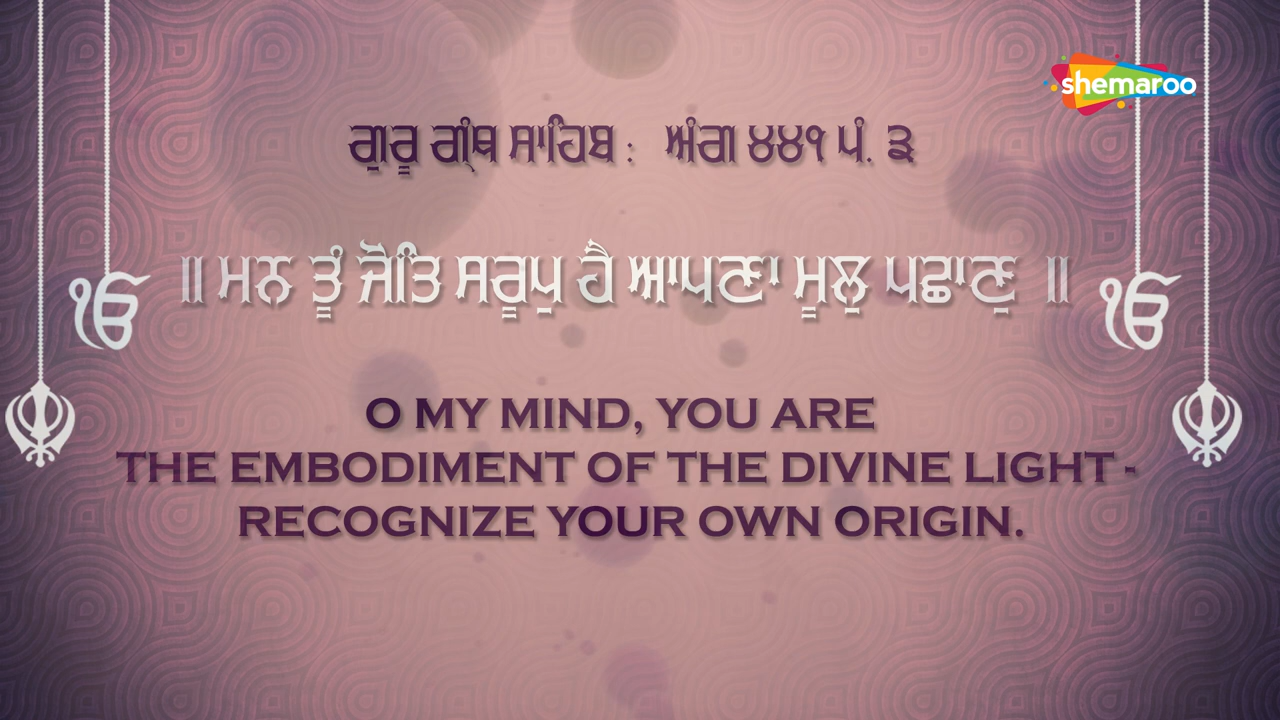 shemaroo
ਗੁਰੂ ਗ੍ਰੰਥ ਸਾਹਿਬ : ਅੰਗ ੪੪੧ ਪੰ. ੩
ੴ ॥ ਮਨ ਤੂੰ ਜੋਤਿ ਸਰੂਪੁ ਹੈ ਆਪਣਾ ਮੂਲੁ ਪਛਾਣੁ ॥ ੴ
O MY MIND, YOU ARE
THE EMBODIMENT OF THE DIVINE LIGHT -
RECOGNIZE YOUR OWN ORIGIN.